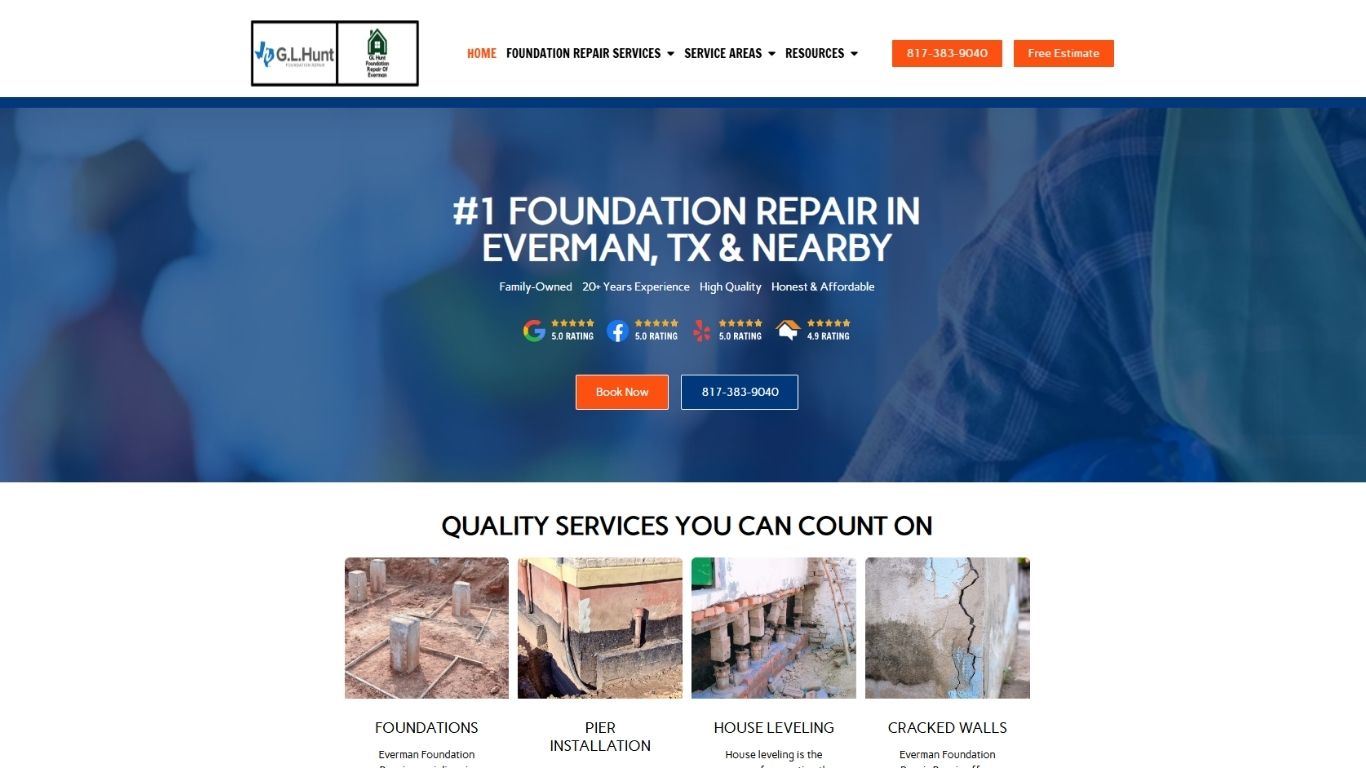 G.L.Hunt
FOUNDATION REPAIR
GL Hunt
Foundation
Repair Of
Everman
HOME FOUNDATION REPAIR SERVICES SERVICE AREAS RESOURCES
817-383-9040
Free Estimate
#1 FOUNDATION REPAIR IN
EVERMAN, TX & NEARBY
Family-Owned 20+ Years Experience High Quality Honest & Affordable
5.0 RATING 5.0 RATING 5.0 RATING 4.9 RATING
Book Now 817-383-9040
QUALITY SERVICES YOU CAN COUNT ON
FOUNDATIONS
Everman Foundation
PIER
INSTALLATION
HOUSE LEVELING
House leveling is the
CRACKED WALLS
Everman Foundation